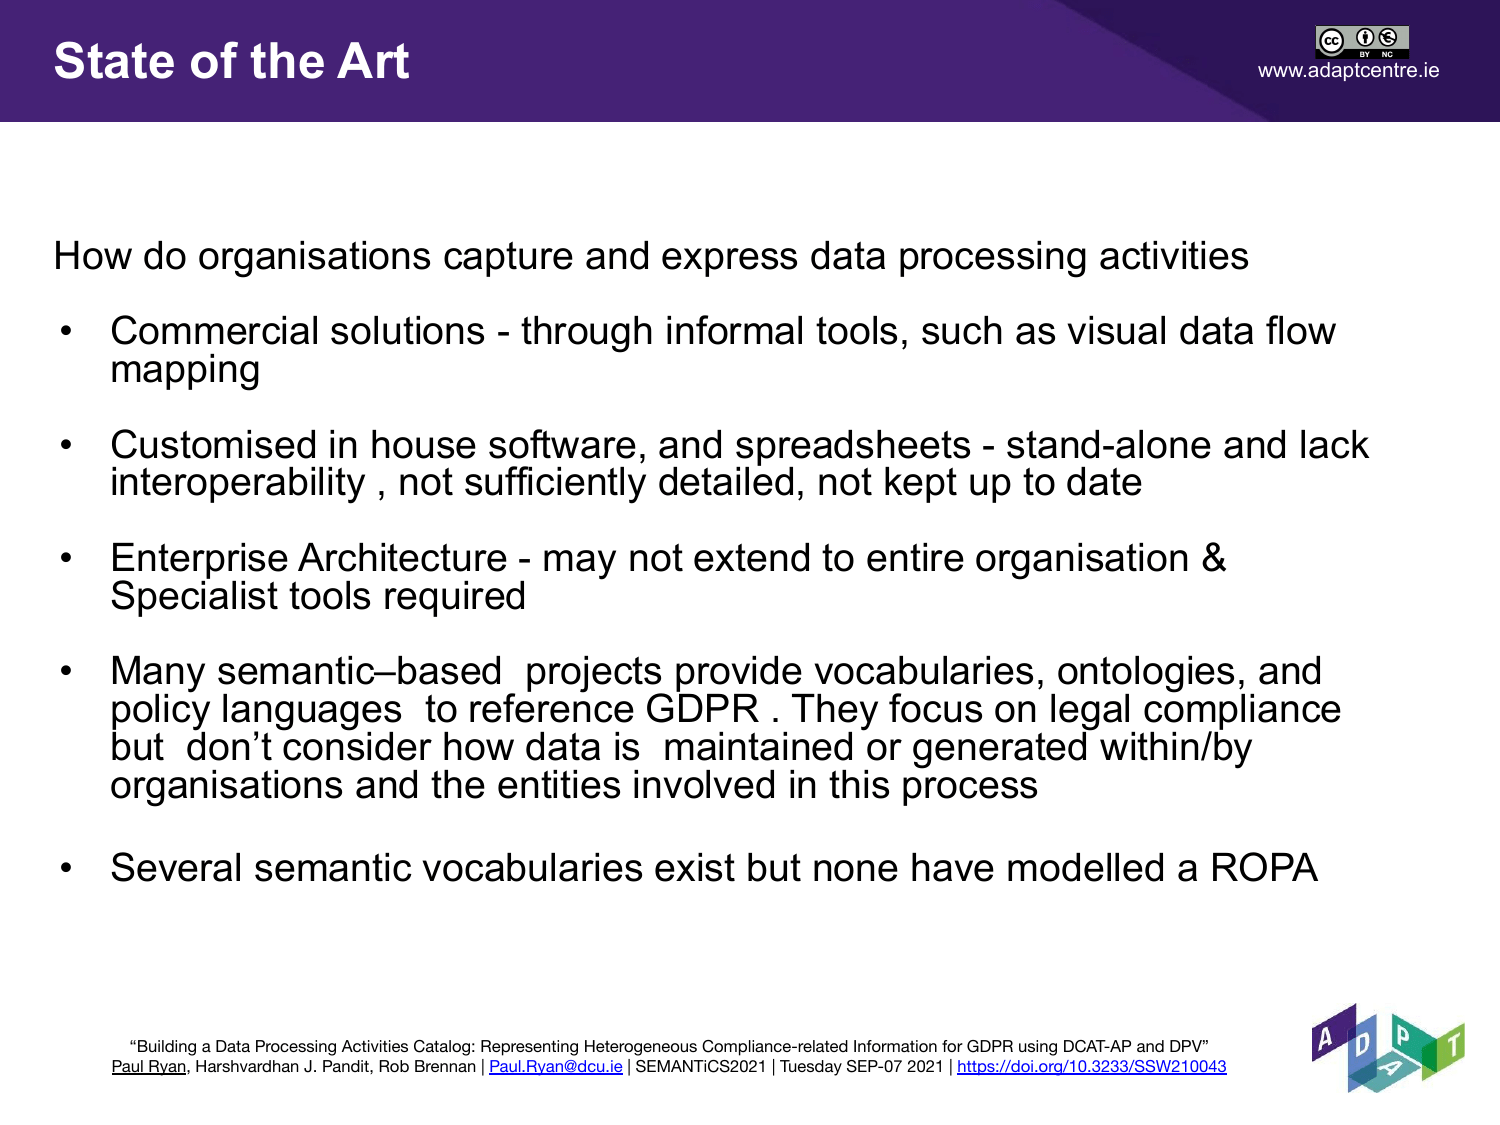 State of the Art
cc BY NC
www.adaptcentre.ie
How do organisations capture and express data processing activities
• Commercial solutions - through informal tools, such as visual data flow
mapping
• Customised in house software, and spreadsheets - stand-alone and lack
interoperability , not sufficiently detailed, not kept up to date
• Enterprise Architecture - may not extend to entire organisation &
Specialist tools required
• Many semantic–based  projects provide vocabularies, ontologies, and
policy languages  to reference GDPR . They focus on legal compliance
but  don’t consider how data is  maintained or generated within/by
organisations and the entities involved in this process
• Several semantic vocabularies exist but none have modelled a ROPA
“Building a Data Processing Activities Catalog: Representing Heterogeneous Compliance-related Information for GDPR using DCAT-AP and DPV”
Paul Ryan, Harshvardhan J. Pandit, Rob Brennan | Paul.Ryan@dcu.ie | SEMANTiCS2021 | Tuesday SEP-07 2021 | https://doi.org/10.3233/SSW210043
ADAPT